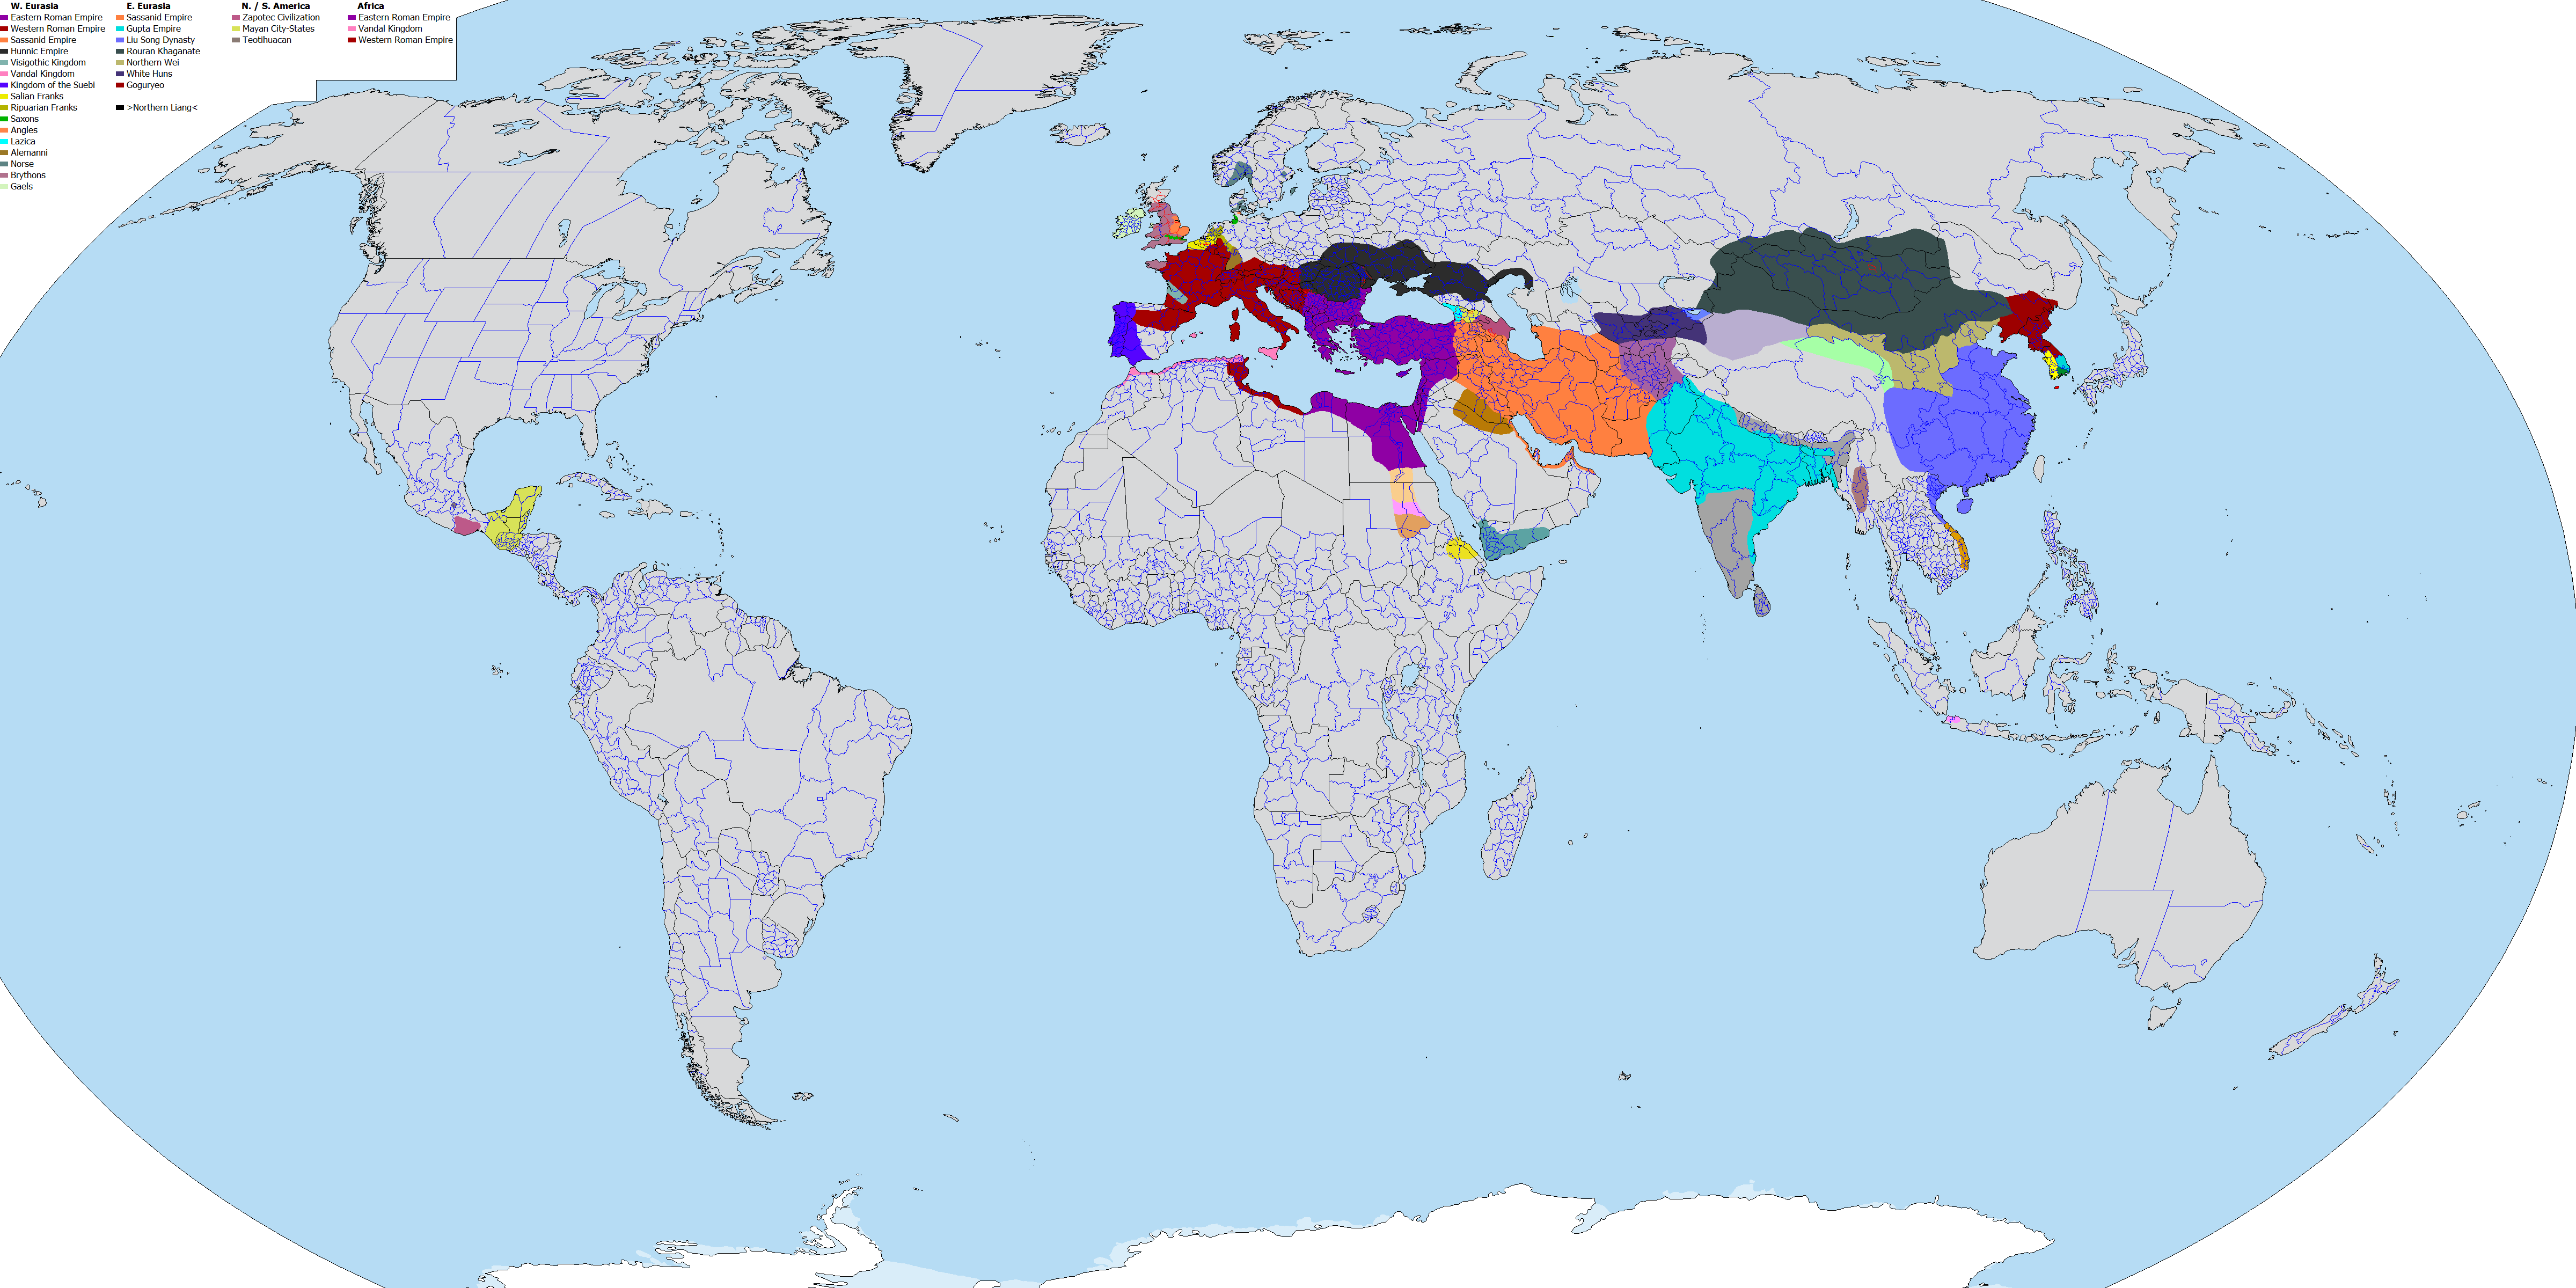 W. Eurasia
Eastern Roman Empire
Western Roman Empire
Sassanid Empire
Hunnic Empire
Visigothic Kingdom
Vandal Kingdom
Kingdom of the Suebi
Salian Franks
Ripuarian Franks
Saxons
Angles
Lazica
Alemanni
Norse
Brythons
Gaels
E. Eurasia
Sassanid Empire
Gupta Empire
Liu Song Dynasty
Rouran Khaganate
Northern Wei
White Huns
Goguryeo
>Northern Liang<
N. / S. America
Zapotec Civilization
Mayan City-States
Teotihuacan
Africa
Eastern Roman Empire
Vandal Kingdom
Western Roman Empire